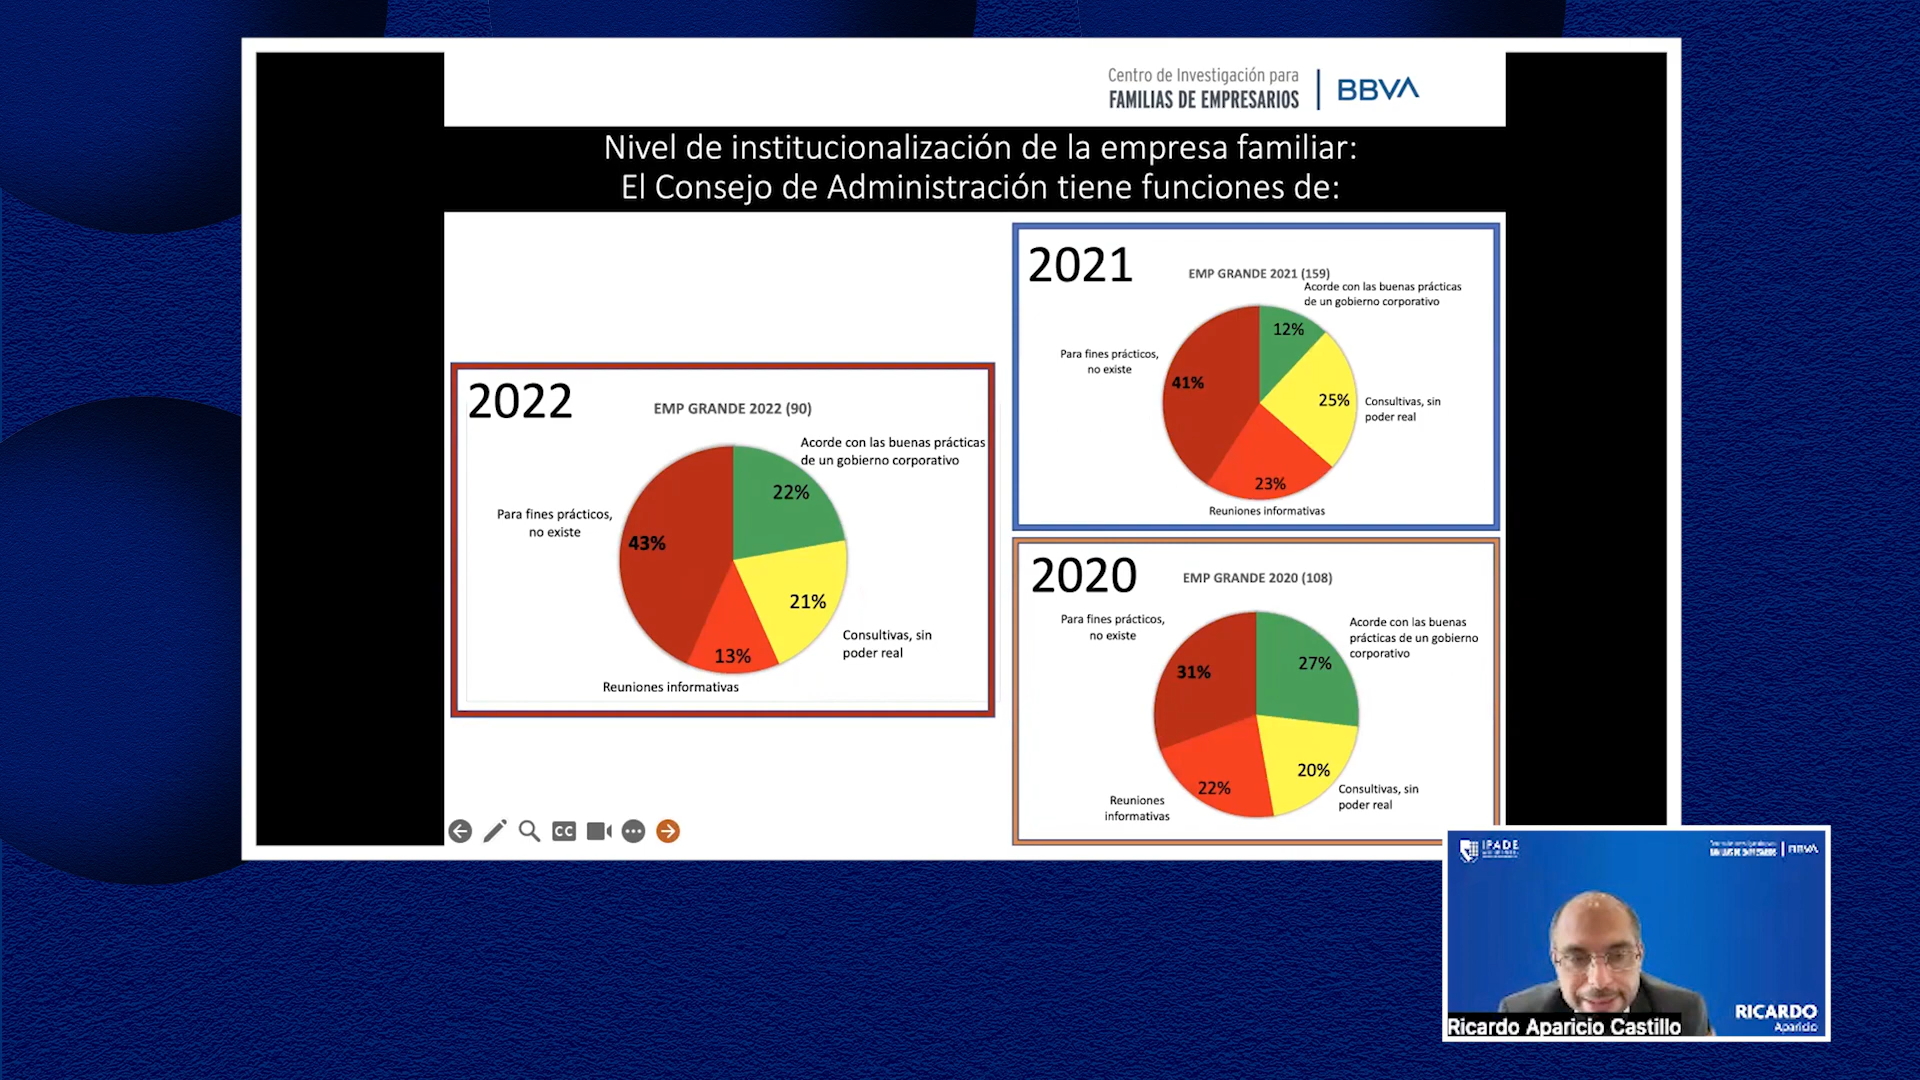 Centro de Investigación para
FAMILIAS DE EMPRESARIOS
BBVA
Nivel de institucionalización de la empresa familiar:
El Consejo de Administración tiene funciones de:
2022
EMP GRANDE 2022 (90)
Acorde con las buenas prácticas
de un gobierno corporativo
22%
Para fines prácticos,
no existe
43%
21%
Consultivas, sin
poder real
13%
Reuniones informativas
2021
EMP GRANDE 2021 (159)
Acorde con las buenas prácticas
de un gobierno corporativo
12%
Para fines prácticos,
no existe
41%
25%
Consultivas, sin
poder real
23%
Reuniones informativas
2020
EMP GRANDE 2020 (108)
Para fines prácticos,
no existe
Acorde con las buenas
prácticas de un gobierno
corporativo
27%
31%
20%
Consultivas, sin
poder real
22%
Reuniones
informativas
CC
IPADE
FAMILIAS DE EMPRESARIOS
BBVA
RICARDO
Aparicio
Ricardo Aparicio Castillo